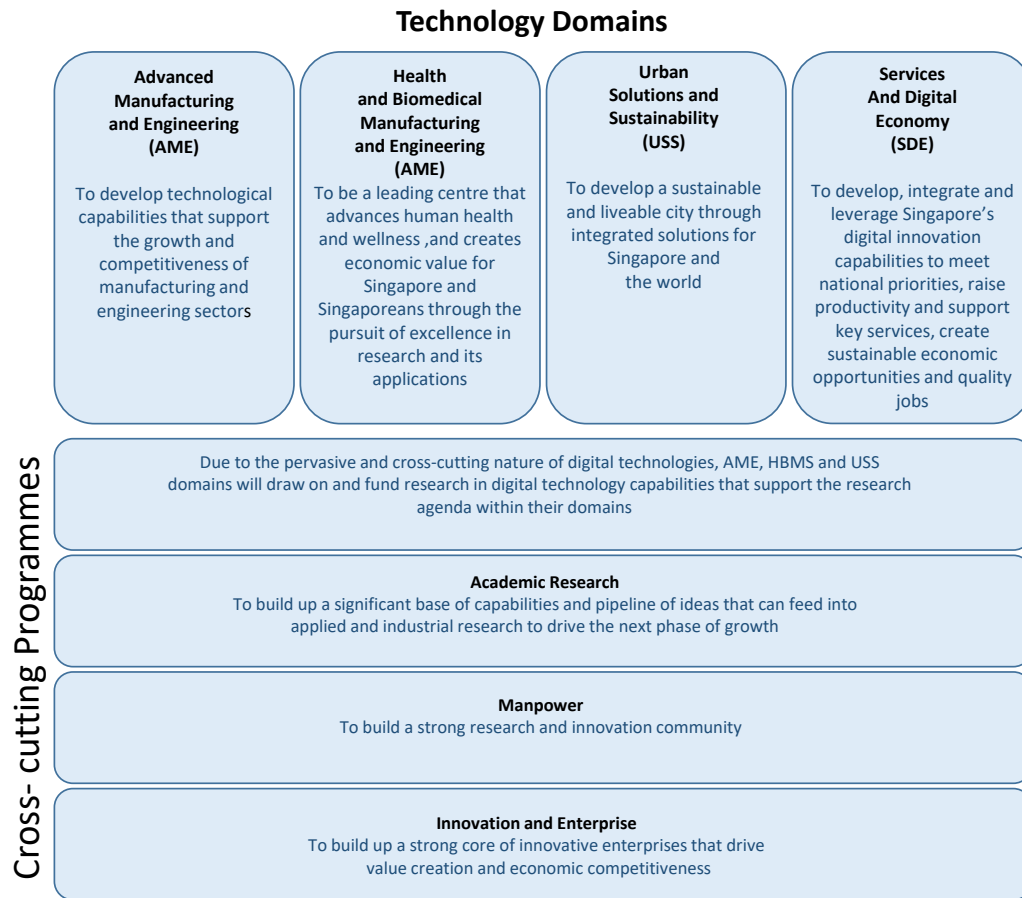 Technology Domains
Advanced
Manufacturing
and Engineering
(AME)
To develop technological
capabilities that support
the growth and
competitiveness of
manufacturing and
engineering sectors
Health
and Biomedical
Manufacturing
and Engineering
(AME)
To be a leading centre that
advances human health
and wellness ,and creates
economic value for
Singapore and
Singaporeans through the
pursuit of excellence in
research and its
applications
Urban
Solutions and
Sustainability
(USS)
To develop a sustainable
and liveable city through
integrated solutions for
Singapore and
the world
Services
And Digital
Economy
(SDE)
To develop, integrate and
leverage Singapore’s
digital innovation
capabilities to meet
national priorities, raise
productivity and support
key services, create
sustainable economic
opportunities and quality
jobs
Cross- cutting Programmes
Due to the pervasive and cross-cutting nature of digital technologies, AME, HBMS and USS
domains will draw on and fund research in digital technology capabilities that support the research
agenda within their domains
Academic Research
To build up a significant base of capabilities and pipeline of ideas that can feed into
applied and industrial research to drive the next phase of growth
Manpower
To build a strong research and innovation community
Innovation and Enterprise
To build up a strong core of innovative enterprises that drive
value creation and economic competitiveness